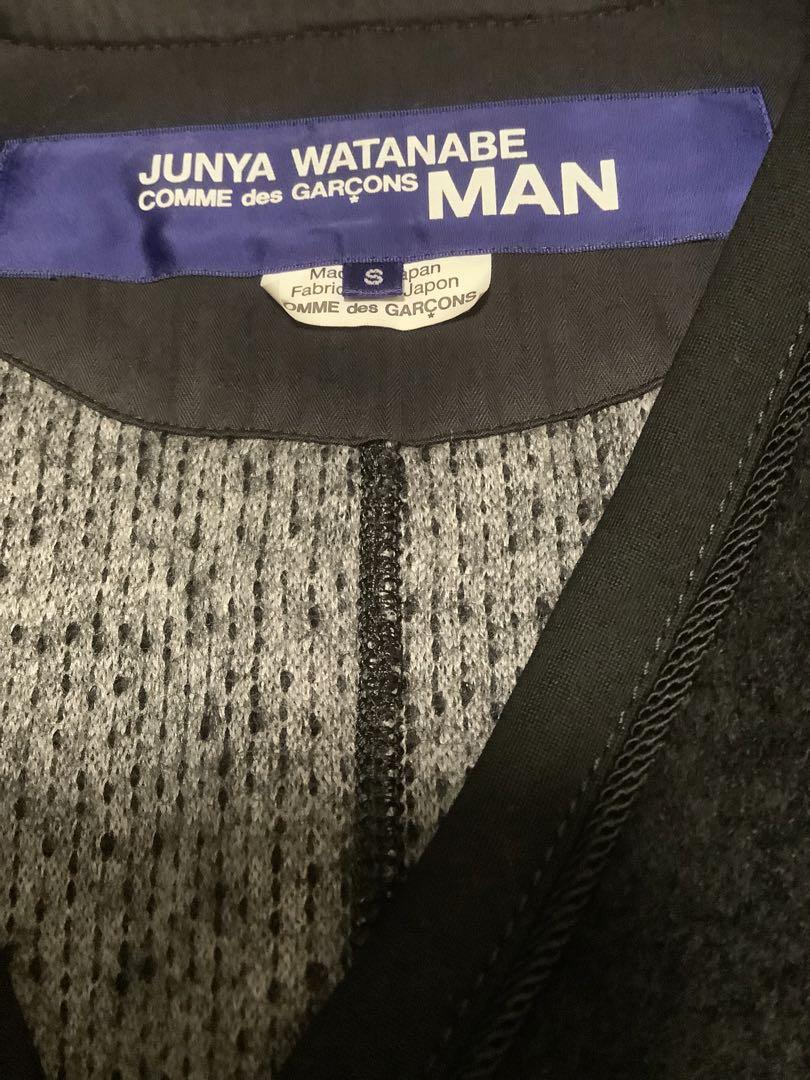 JUNYA WATANABE
COMME des GARÇONS MAN
S
Japan
Japon
COMME des GARÇONS